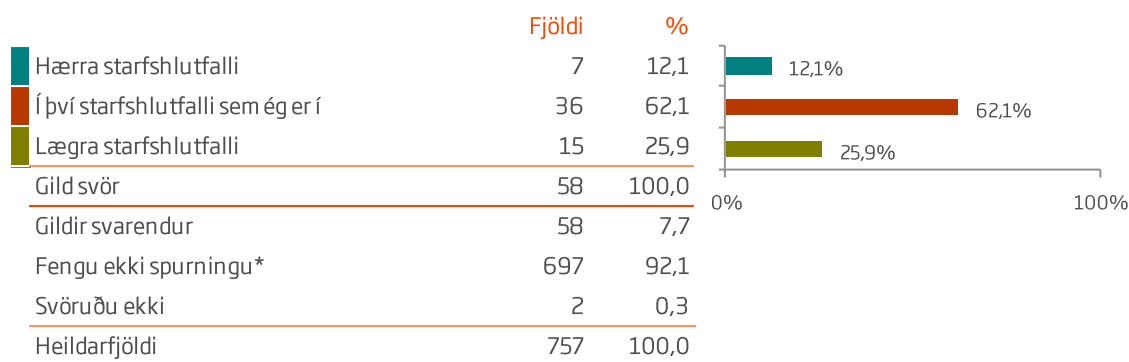 Fjöldi %
Hærra starfshlutfalli 7 12,1 12,1%
Í því starfshlutfalli sem ég er í 36 62,1 62,1%
Lægra starfshlutfalli 15 25,9 25,9%
Gild svör 58 100,0
0% 100%
Gildir svarendur 58 7,7
Fengu ekki spurningu* 697 92,1
Svöruðu ekki 2 0,3
Heildarfjöldi 757 100,0